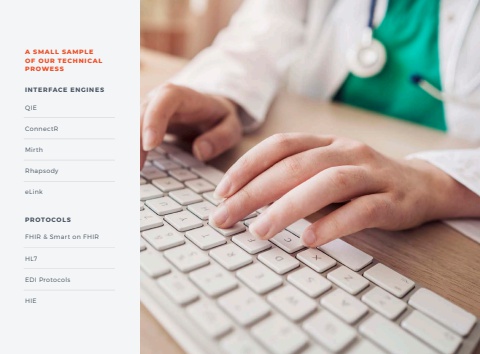 A SMALL SAMPLE
OF OUR TECHNICAL
PROWESS
INTERFACE ENGINES
QIE
ConnectR
Mirth
Rhapsody
eLink
PROTOCOLS
FHIR & Smart on FHIR
HL7
EDI Protocols
HIE